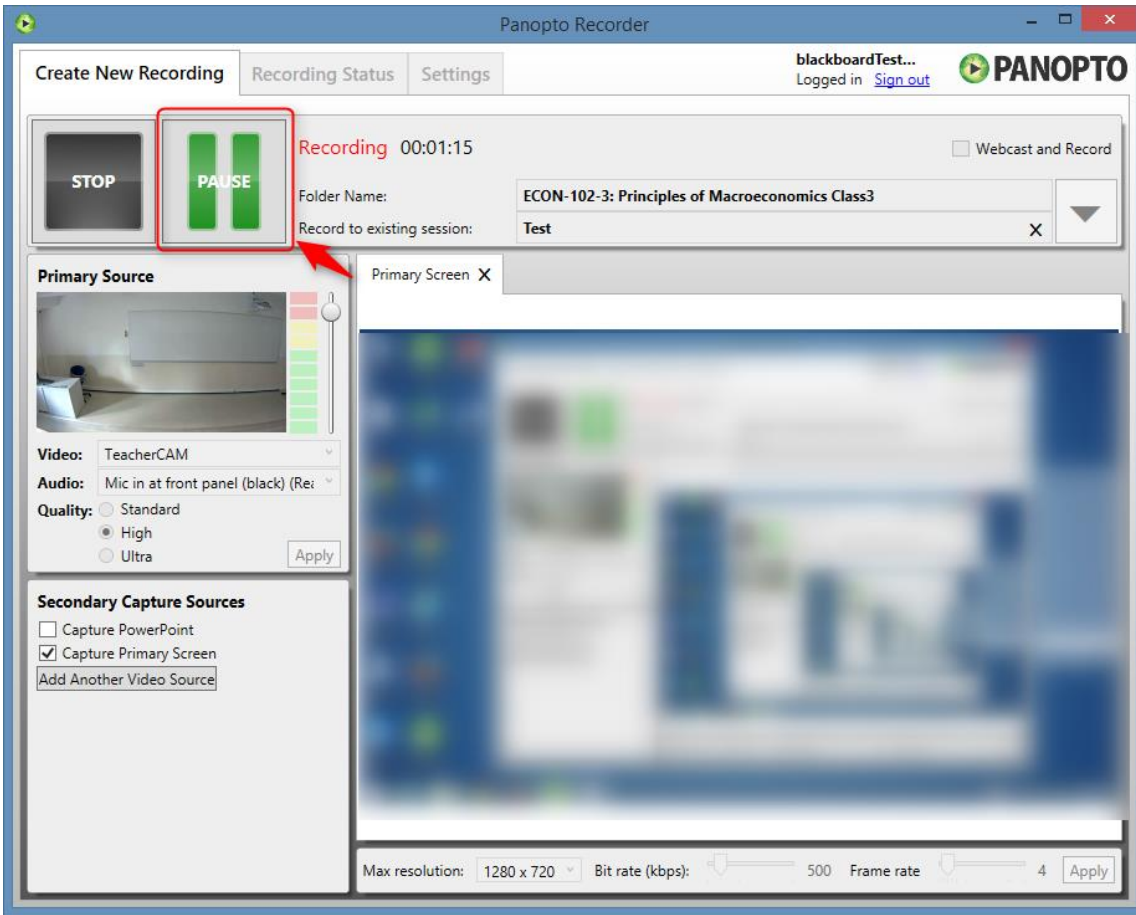 Panopto Recorder
Create New Recording Recording Status Settings
blackboardTest...
Logged in Sign out
PANOPTO
STOP PAUSE
Recording 00:01:15
Webcast and Record
Folder Name: ECON-102-3: Principles of Macroeconomics Class3
Record to existing session: Test X
Primary Source
Video: TeacherCAM
Audio: Mic in at front panel (black) (Rea
Quality: Standard
High
Ultra
Apply
Secondary Capture Sources
Capture PowerPoint
Capture Primary Screen
Add Another Video Source
Primary Screen X
Max resolution: 1280 x 720 Bit rate (kbps): 500 Frame rate 4 Apply